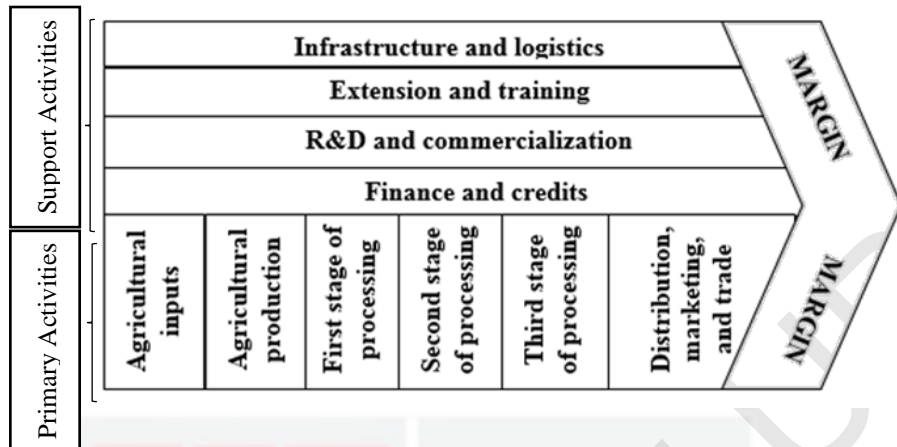 Support Activities
Infrastructure and logistics
Extension and training
R&D and commercialization
Finance and credits
MARGIN
Primary Activities
Agricultural
inputs
Agricultural
production
First stage of
processing
Second stage
of processing
Third stage
of processing
Distribution,
marketing,
and trade
MARGIN